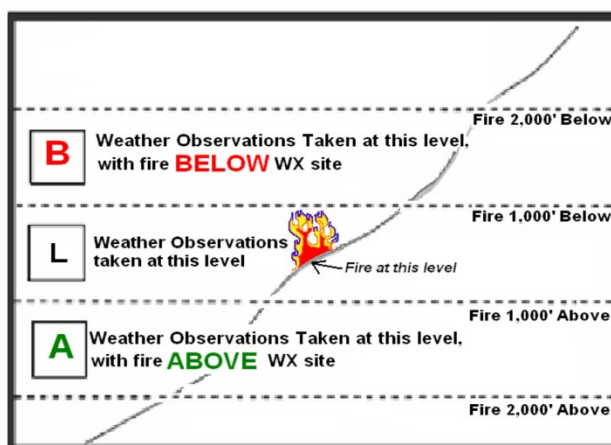 Fire 2,000' Below
B
Weather Observations Taken at this level,
with fire BELOW WX site
Fire 1,000' Below
L
Weather Observations
taken at this level
Fire at this level
Fire 1,000' Above
A
Weather Observations Taken at this level,
with fire ABOVE WX site
Fire 2,000' Above